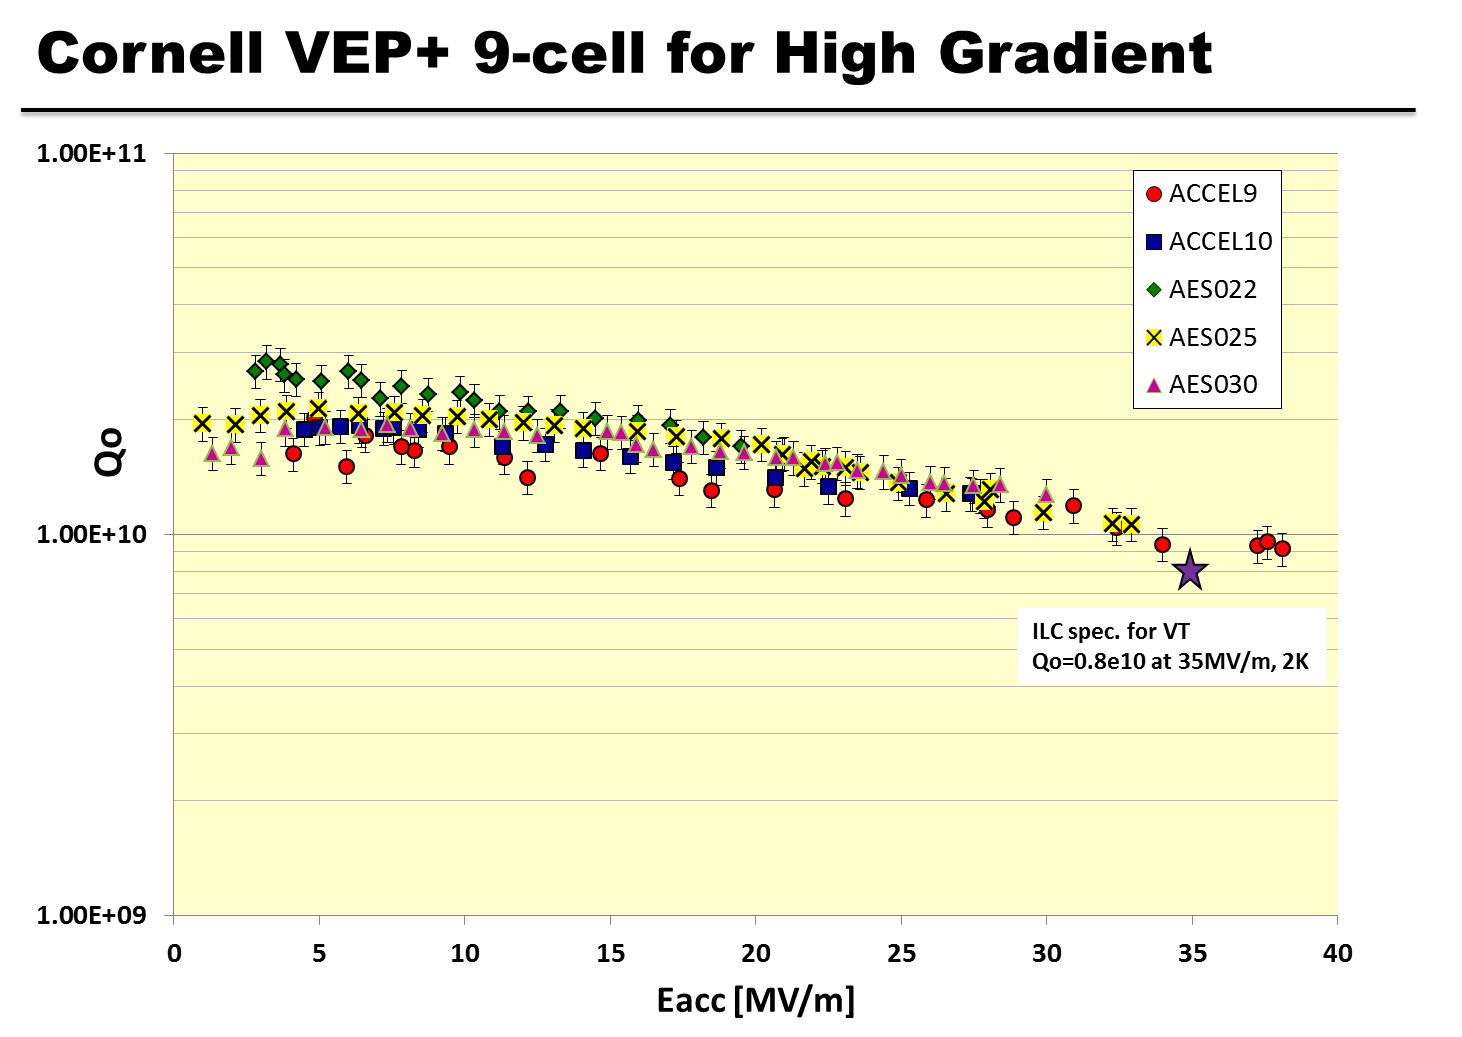 Cornell VEP+ 9-cell for High Gradient
1.00E+11
ACCEL9
ACCEL10
AES022
AES025
AES030
Qo
1.00E+10
ILC spec. for VT
Qo=0.8e10 at 35MV/m, 2K
1.00E+09
0 5 10 15 20 25 30 35 40
Eacc [MV/m]